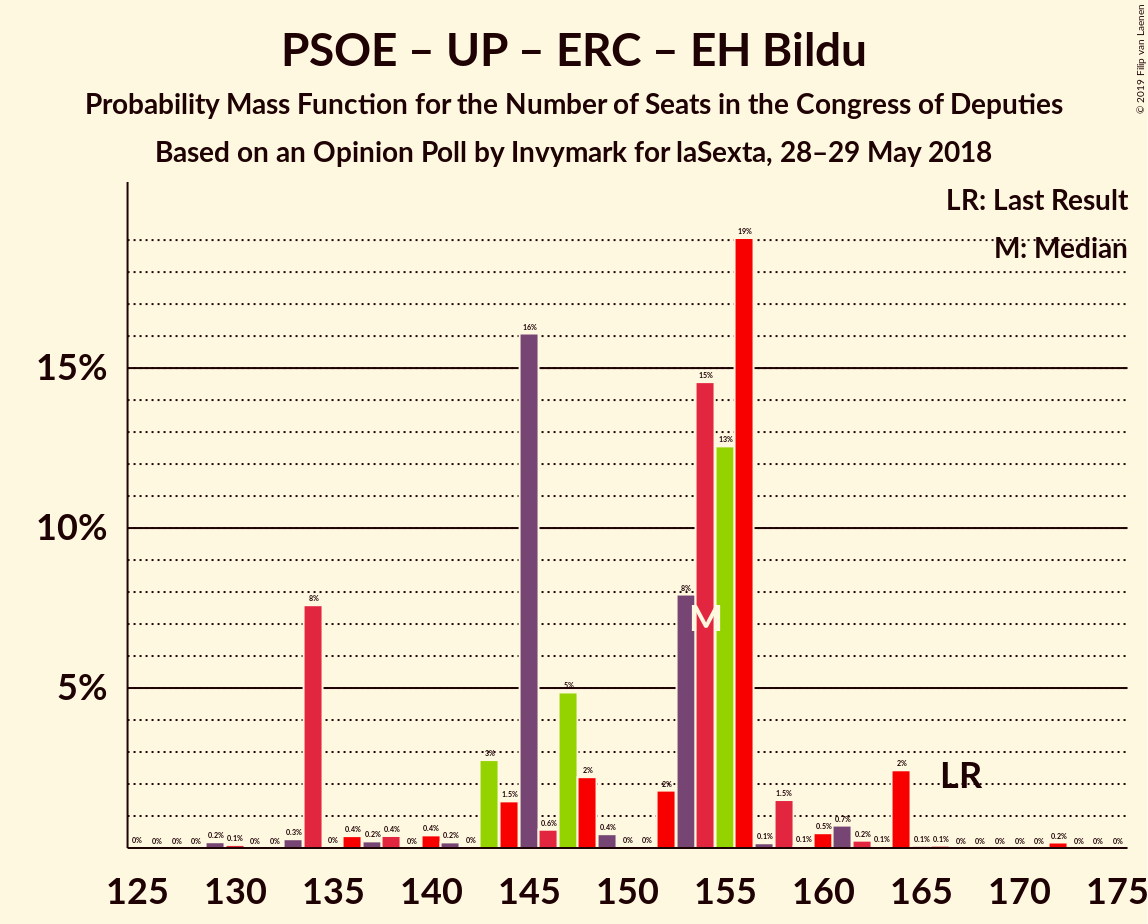 PSOE – UP – ERC – EH Bildu
Probability Mass Function for the Number of Seats in the Congress of Deputies
Based on an Opinion Poll by Invymark for laSexta, 28–29 May 2018
© 2019 Filip van Laenen
LR: Last Result
M: Median
15%
10%
5%
0% 0% 0% 0% 0.2% 0.1% 0% 0% 0.3% 8% 0% 0.4% 0.2% 0.4% 0% 0.4% 0.2% 0% 3% 1.5% 16% 0.6% 5% 2% 0.4% 0% 0% 2% 8% 15% 13% 19% 0.1% 1.5% 0.1% 0.5% 0.7% 0.2% 0.1% 2% 0.1% 0.1% 0% 0% 0% 0% 0% 0.2% 0% 0% 0%
M
LR
125 130 135 140 145 150 155 160 165 170 175